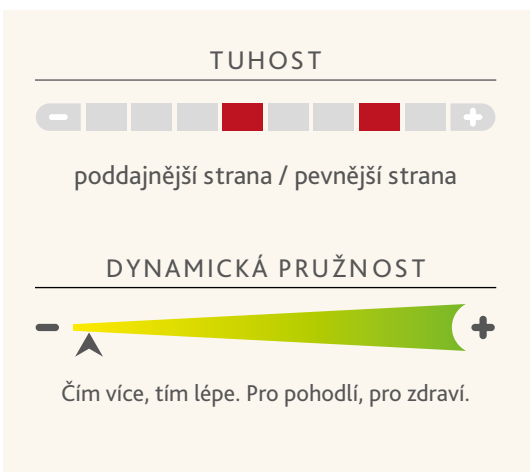 TUHOST
poddajnější strana / pevnější strana
DYNAMICKÁ PRUŽNOST
Čím více, tím lépe. Pro pohodlí, pro zdraví.